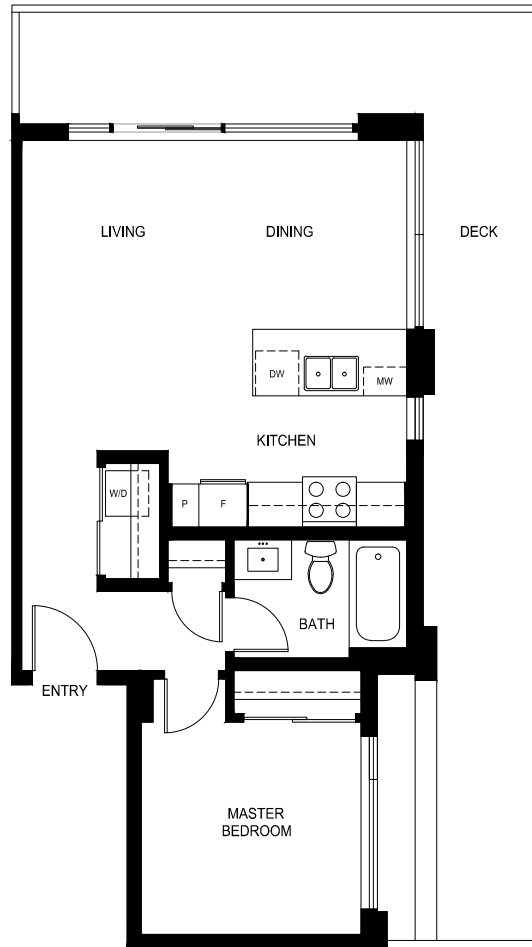 LIVING
DINING
DECK
DW
MW
KITCHEN
W/D
P
F
BATH
ENTRY
MASTER
BEDROOM